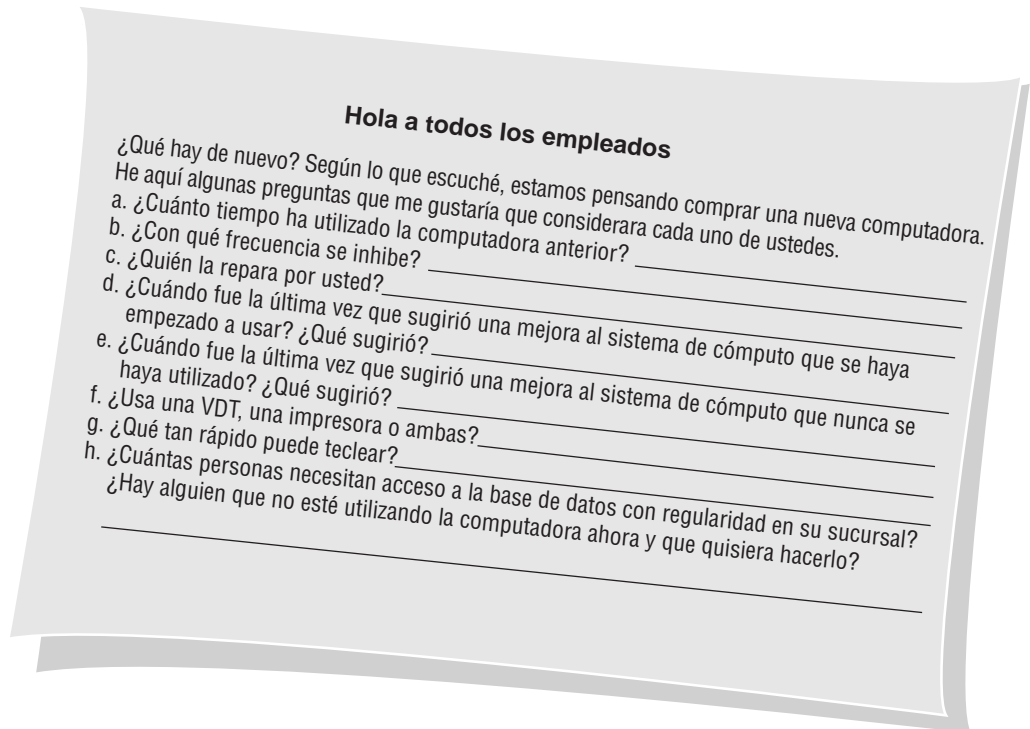 Hola a todos los empleados
¿Qué hay de nuevo? Según lo que escuché, estamos pensando comprar una nueva computadora.
He aquí algunas preguntas que me gustaría que considerara cada uno de ustedes.
a. ¿Cuánto tiempo ha utilizado la computadora anterior?
b. ¿Con qué frecuencia se inhibe?
c. ¿Quién la repara por usted?
d. ¿Cuándo fue la última vez que sugirió una mejora al sistema de cómputo que se haya
empezado a usar? ¿Qué sugirió?
e. ¿Cuándo fue la última vez que sugirió una mejora al sistema de cómputo que nunca se
haya utilizado? ¿Qué sugirió?
f. ¿Usa una VDT, una impresora o ambas?
g. ¿Qué tan rápido puede teclear?
h. ¿Cuántas personas necesitan acceso a la base de datos con regularidad en su sucursal?
¿Hay alguien que no esté utilizando la computadora ahora y que quisiera hacerlo?